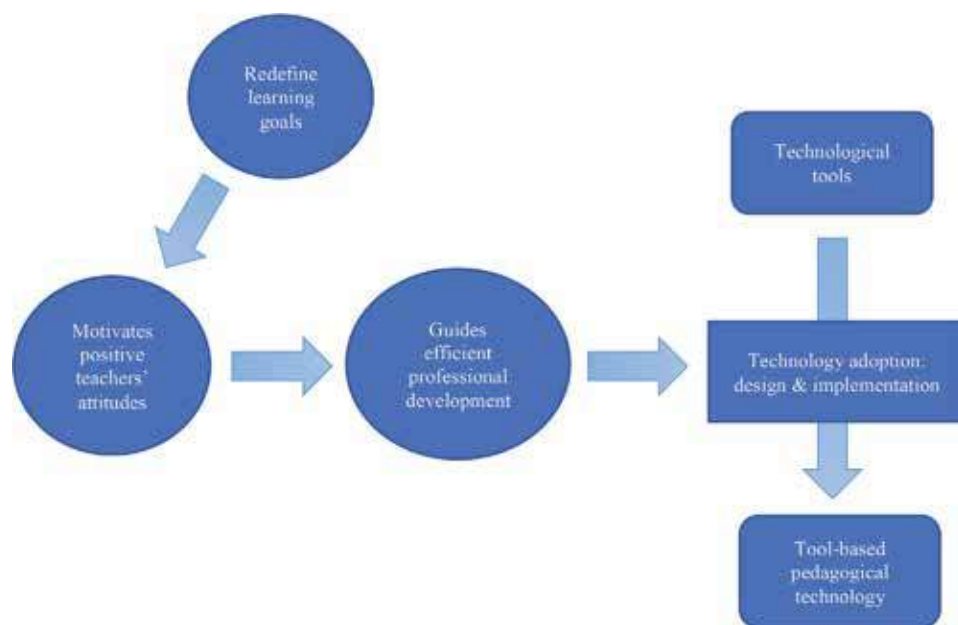 Redefine
learning
goals
Technological
tools
Motivates
positive
teachers'
attitudes
Guides
efficient
professional
development
Technology adoption:
design & implementation
Tool-based
pedagogical
technology